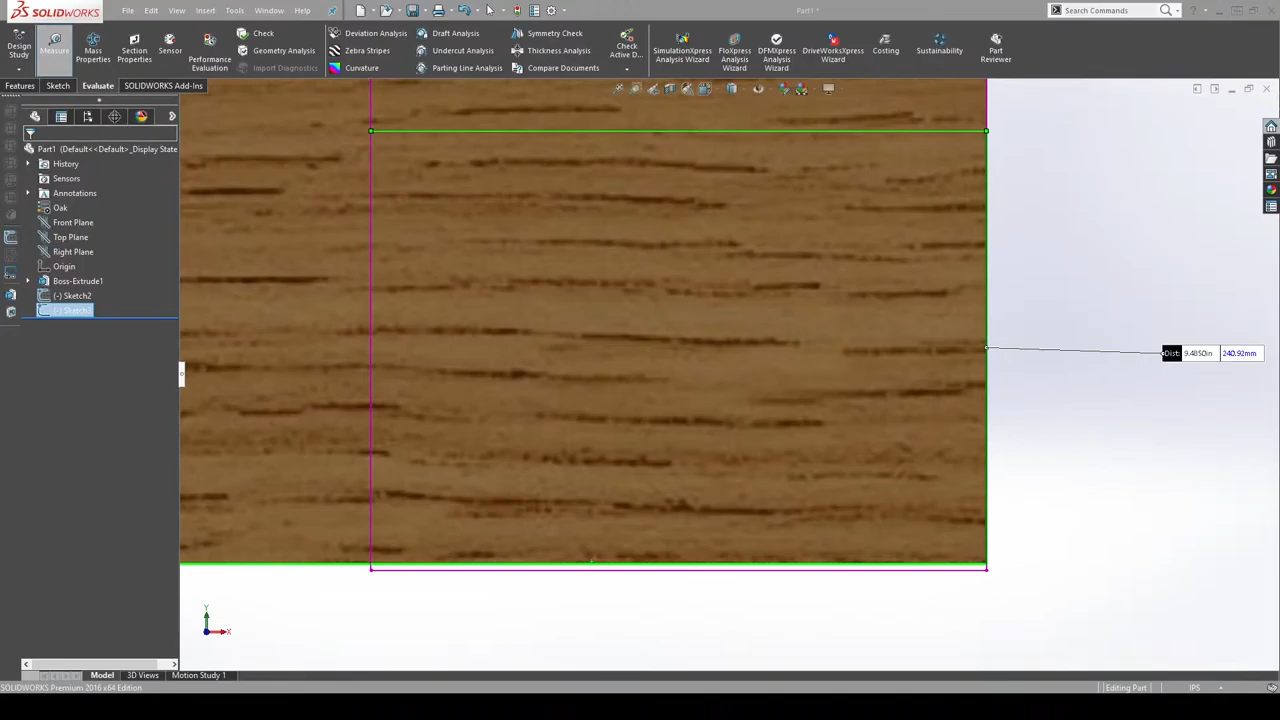 SOLIDWORKS File Edit View Insert Tools Window Help Part1 * Search Commands
Design Study
Measure
Mass Properties
Section Properties
Sensor
Performance Evaluation
Check
Geometry Analysis
Import Diagnostics
Deviation Analysis
Zebra Stripes
Curvature
Draft Analysis
Undercut Analysis
Parting Line Analysis
Symmetry Check
Thickness Analysis
Compare Documents
Check Active D...
SimulationXpress Analysis Wizard
FloXpress Analysis Wizard
DFMXpress Analysis Wizard
DriveWorksXpress Wizard
Costing
Sustainability
Part Reviewer
Features Sketch Evaluate SOLIDWORKS Add-Ins
Part1 (Default<<Default>_Display State
History
Sensors
Annotations
Oak
Front Plane
Top Plane
Right Plane
Origin
Boss-Extrude1
(-) Sketch2
Dist: 9.4850in 240.92mm
Y
X
Model 3D Views Motion Study 1
SOLIDWORKS Premium 2016 x64 Edition Editing Part IPS